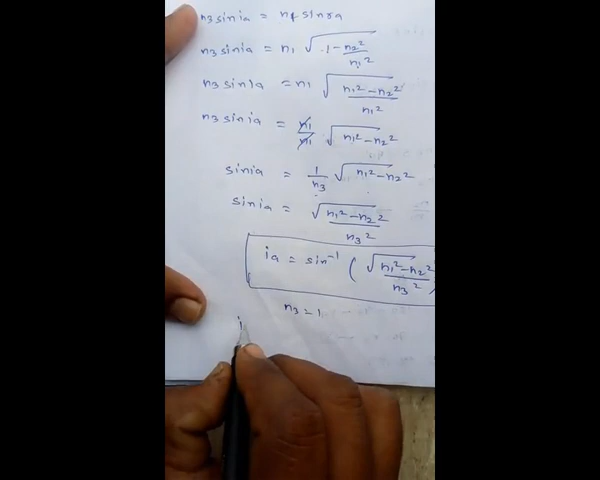 n₃ sin ia = n₁ sin ra
n₃ sin ia = n₁ √(1 − n₂²/n₁²)
n₃ sin ia = n₁ √((n₁² − n₂²)/n₁²)
n₃ sin ia = n₁/n₁ √(n₁² − n₂²)
sin ia = 1/n₃ √(n₁² − n₂²)
sin ia = √((n₁² − n₂²)/n₃²)
ia = sin⁻¹ (√((n₁² − n₂²)/n₃²))
n₃ = 1
i